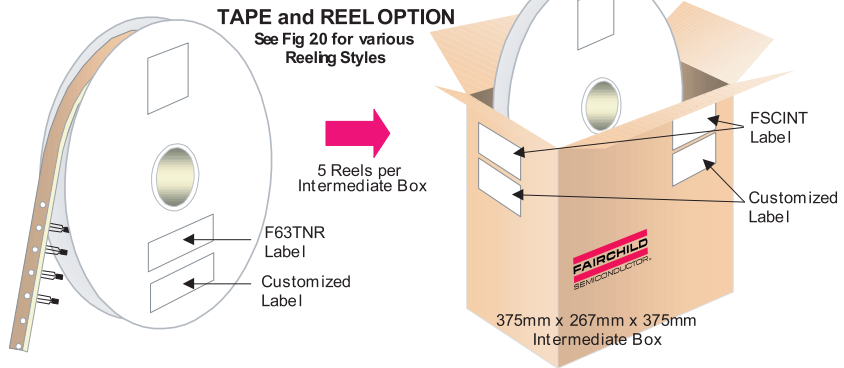 TAPE and REEL OPTION
See Fig 20 for various
Reeling Styles
FSCINT
Label
5 Reels per
Intermediate Box
Customized
Label
F63TNR
Label
Customized
Label
FAIRCHILD
SEMICONDUCTOR
375mm x 267mm x 375mm
Intermediate Box